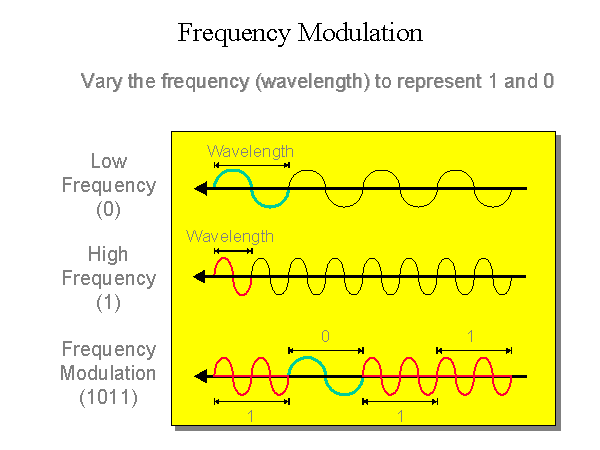 Frequency Modulation
Vary the frequency (wavelength) to represent 1 and 0
Low
Frequency
(0)
Wavelength
High
Frequency
(1)
Wavelength
Frequency
Modulation
(1011)
0
1
1
1